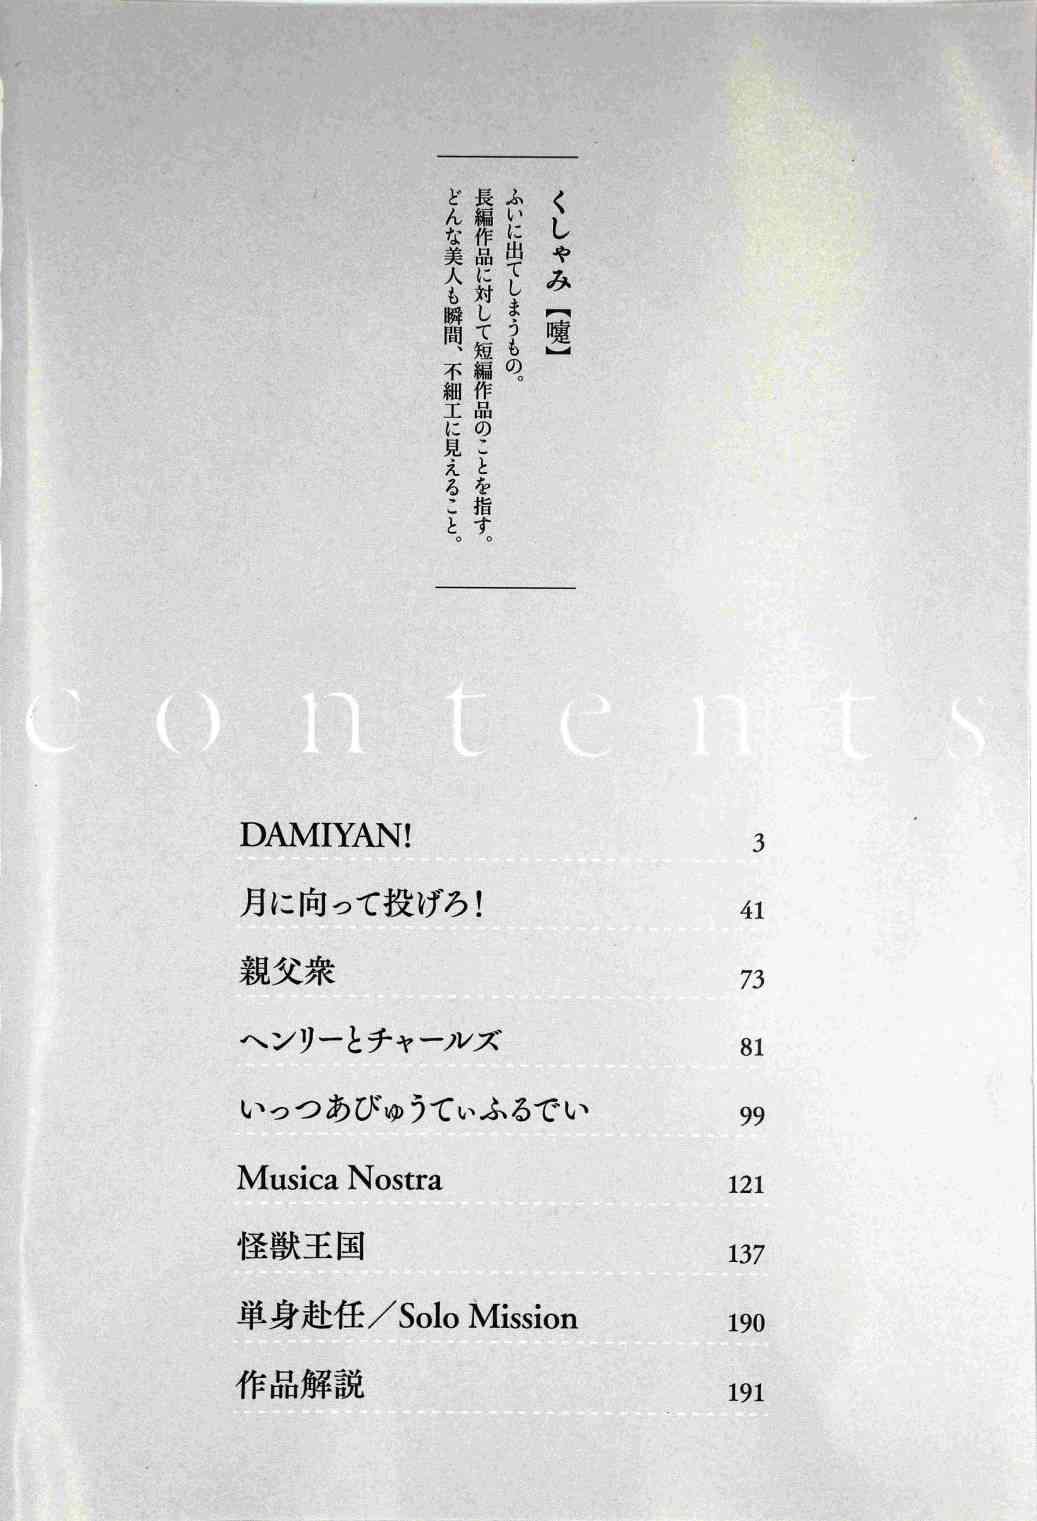 くしゃみ【嚔】
ふいに出てしまうもの。
長編作品に対して短編作品のことを指す。
どんな美人も瞬間、不細工に見えること。
contents
DAMIYAN! 3
月に向って投げろ! 41
親父衆 73
ヘンリーとチャールズ 81
いっつあびゅうてぃふるでい 99
Musica Nostra 121
怪獣王国 137
単身赴任／Solo Mission 190
作品解説 191